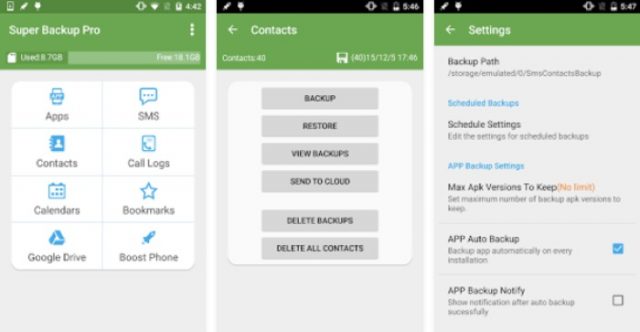 4:42
Super Backup Pro
Used:8.7GB
Free:18.1GB
Apps
SMS
Contacts
Call Logs
Calendars
Bookmarks
Google Drive
Boost Phone
5:46
Contacts
Contacts:40
(40)15/12/5 17:46
BACKUP
RESTORE
VIEW BACKUPS
SEND TO CLOUD
DELETE BACKUPS
DELETE ALL CONTACTS
5:47
Settings
Backup Path
/storage/emulated/0/SmsContactsBackup
Scheduled Backups
Schedule Settings
Edit the settings for scheduled backups
APP Backup Settings
Max Apk Versions To Keep(No limit)
Set maximum number of backup apk versions to
keep.
APP Auto Backup
Backup app automatically on every
installation
APP Backup Notify
Show notification after auto backup
sucessfully